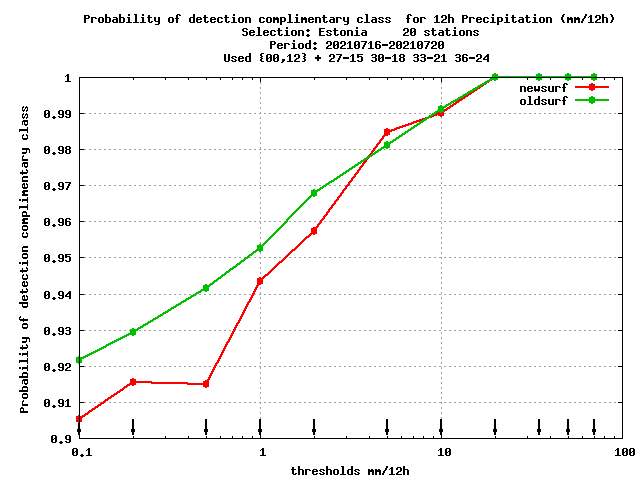 Probability of detection complimentary class  for 12h Precipitation (mm/12h)
Selection: Estonia     20 stations
Period: 20210716-20210720
Used {00,12} + 27-15 30-18 33-21 36-24
newsurf
oldsurf
Probability of detection complimentary class
1
0.99
0.98
0.97
0.96
0.95
0.94
0.93
0.92
0.91
0.9
0.1 1 10 100
thresholds mm/12h